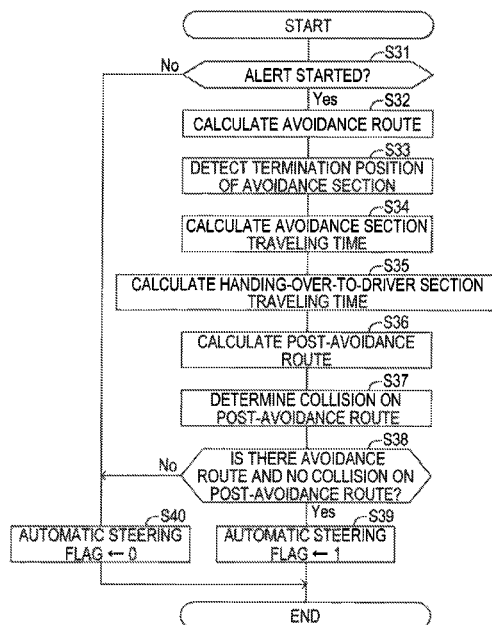 START
S31
No
ALERT STARTED?
Yes
S32
CALCULATE AVOIDANCE ROUTE
S33
DETECT TERMINATION POSITION
OF AVOIDANCE SECTION
S34
CALCULATE AVOIDANCE SECTION
TRAVELING TIME
S35
CALCULATE HANDING-OVER-TO-DRIVER SECTION
TRAVELING TIME
S36
CALCULATE POST-AVOIDANCE
ROUTE
S37
DETERMINE COLLISION ON
POST-AVOIDANCE ROUTE
S38
No
IS THERE AVOIDANCE
ROUTE AND NO COLLISION ON
POST-AVOIDANCE ROUTE?
Yes
S40
AUTOMATIC STEERING
FLAG ← 0
S39
AUTOMATIC STEERING
FLAG ← 1
END